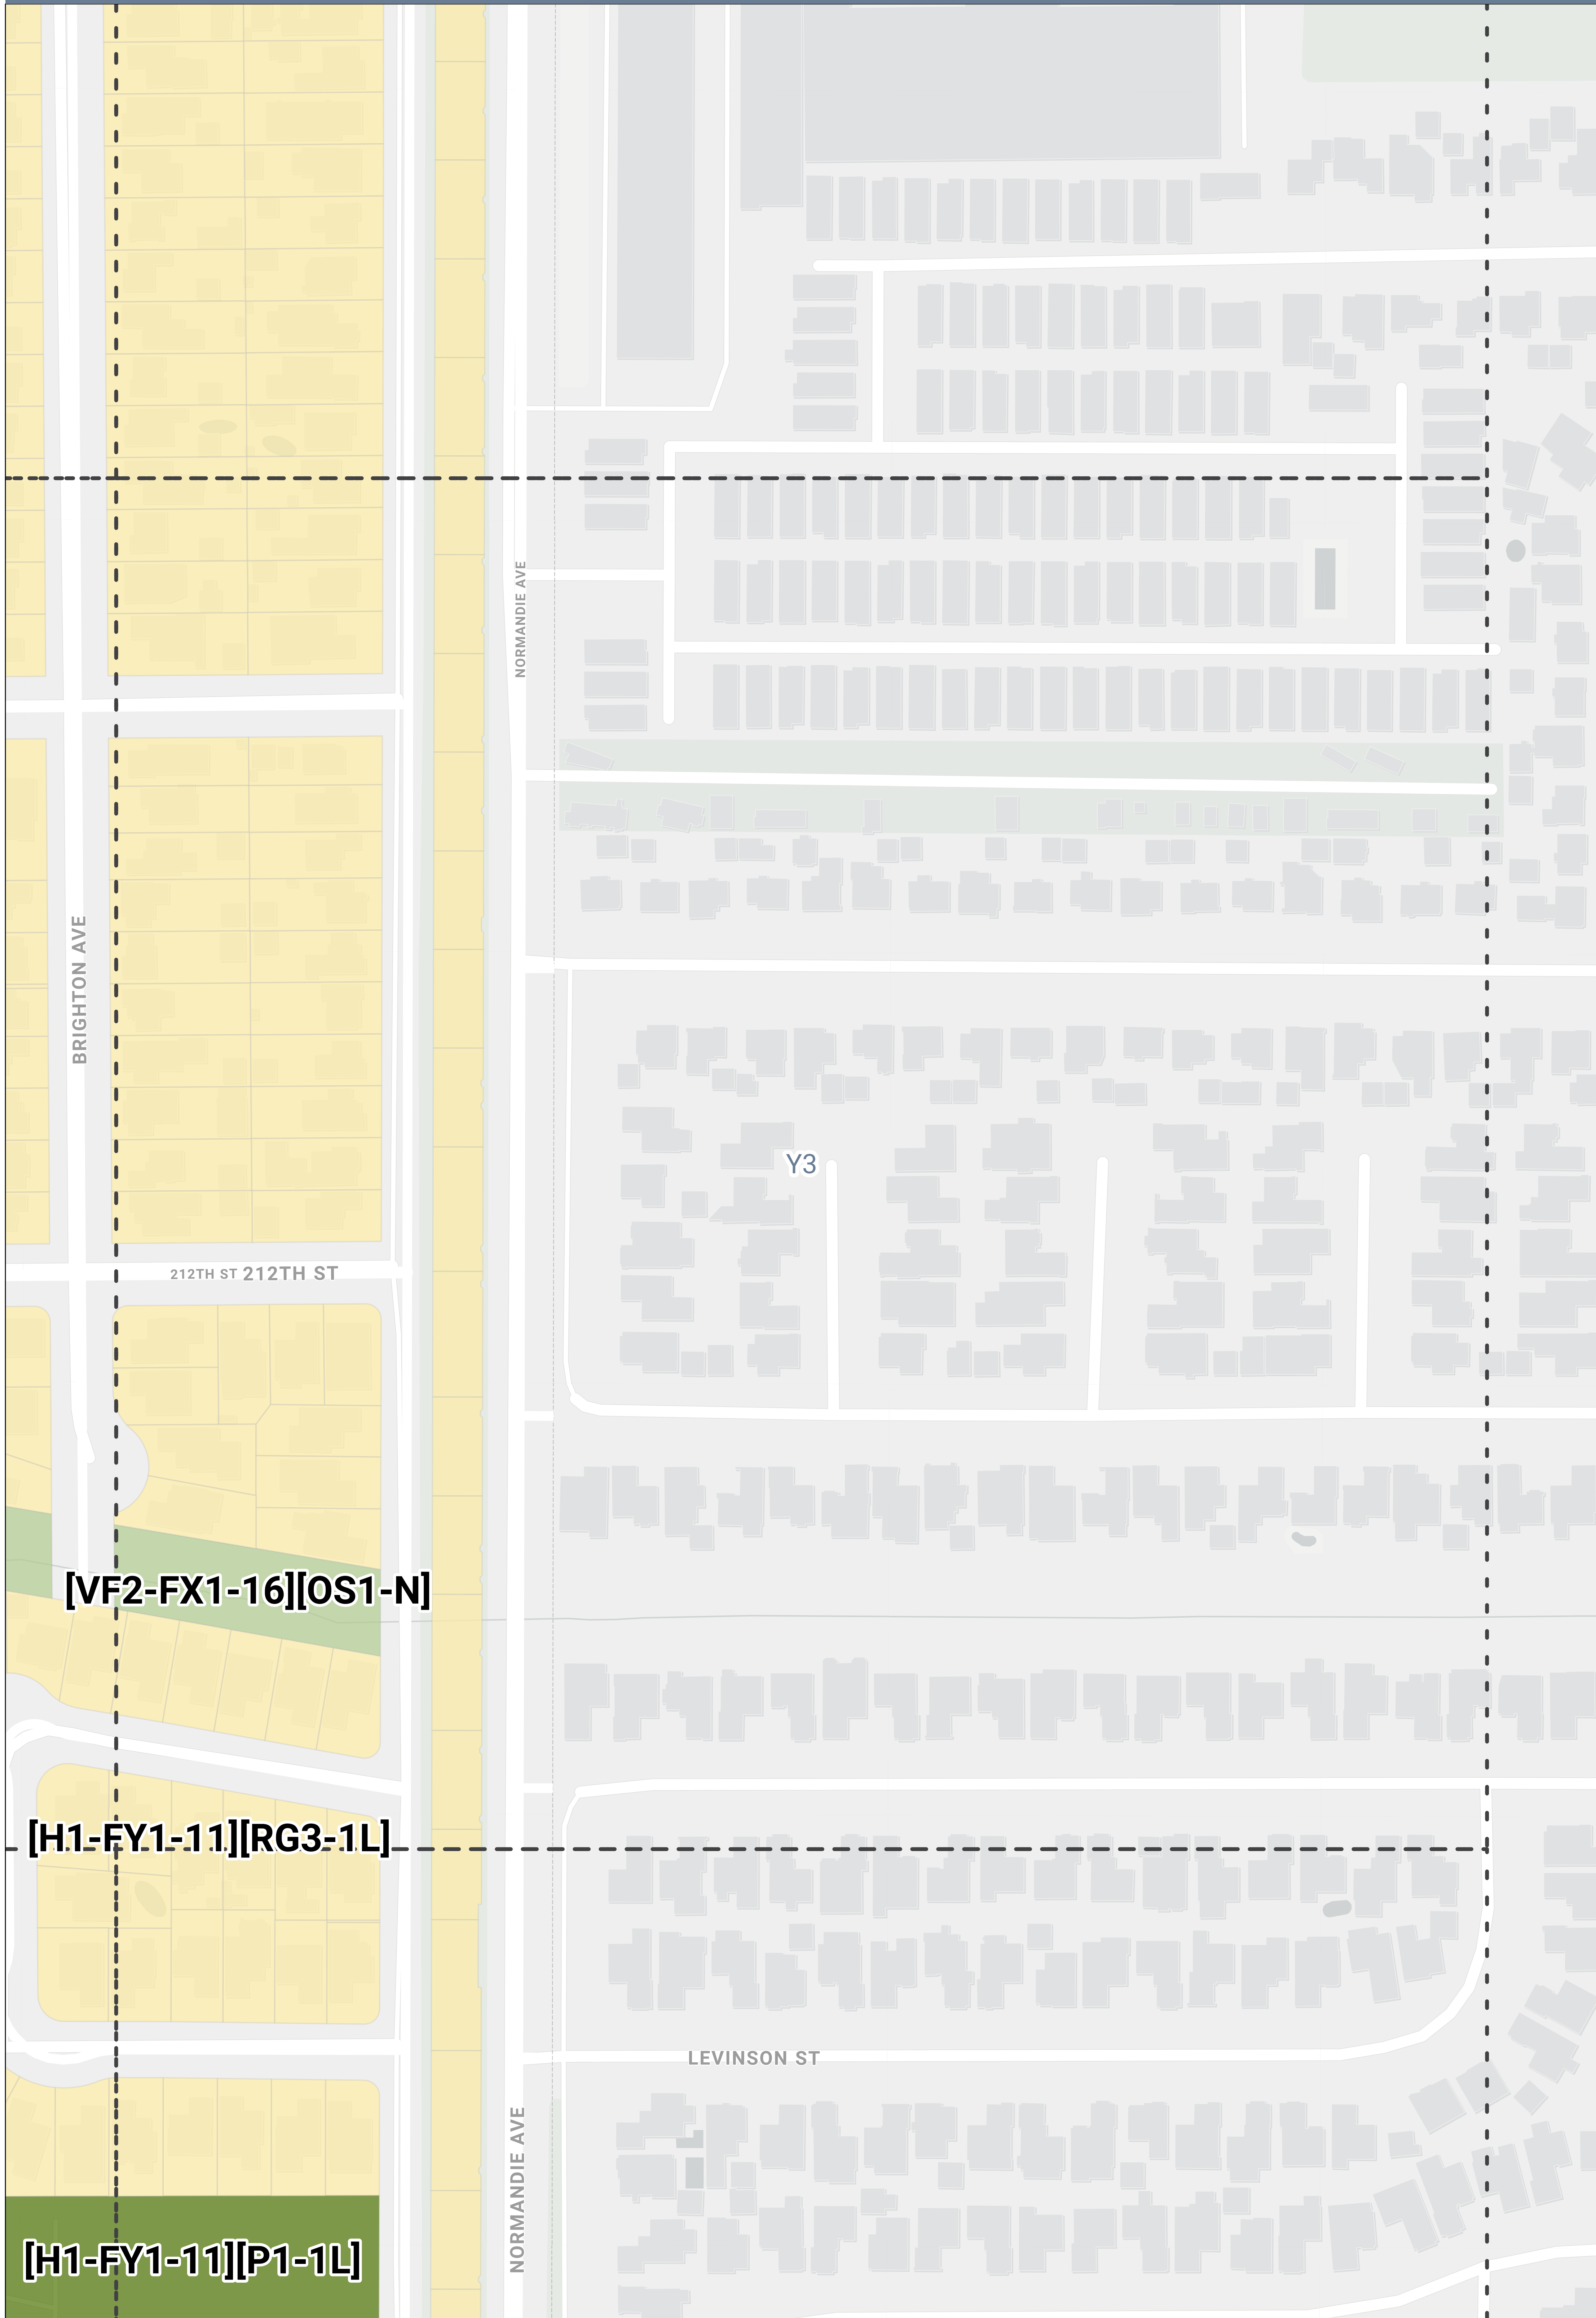 NORMANDIE AVE
BRIGHTON AVE
Y3
212TH ST 212TH ST
[VF2-FX1-16][OS1-N]
[H1-FY1-11][RG3-1L]
LEVINSON ST
NORMANDIE AVE
[H1-FY1-11][P1-1L]